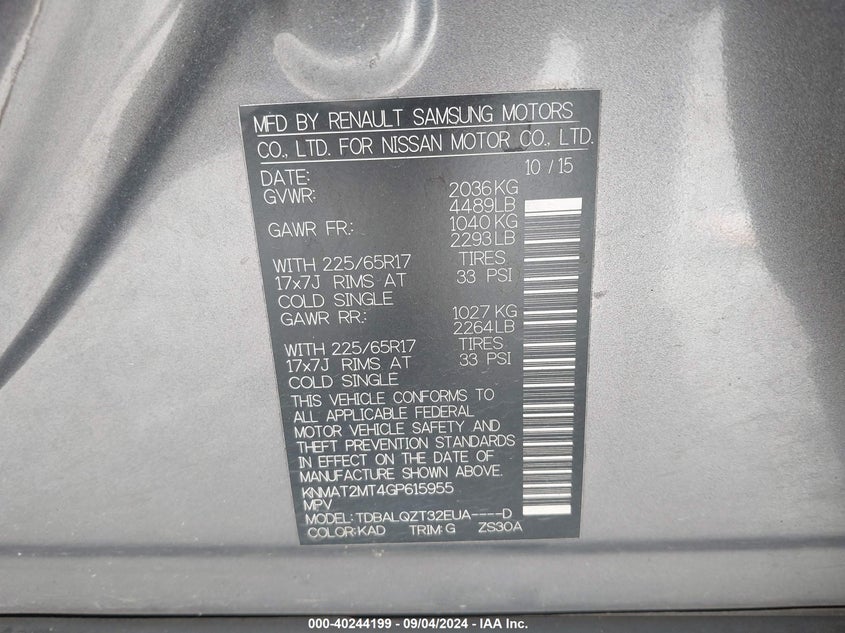 MFD BY RENAULT SAMSUNG MOTORS
CO., LTD. FOR NISSAN MOTOR CO., LTD.
DATE: 10 / 15
GVWR: 2036KG
4489LB
GAWR FR.: 1040KG
2293LB
WITH 225/65R17 TIRES
17x7J RIMS AT 33 PSI
COLD SINGLE
GAWR RR.: 1027KG
2264LB
WITH 225/65R17 TIRES
17x7J RIMS AT 33 PSI
COLD SINGLE
THIS VEHICLE CONFORMS TO
ALL APPLICABLE FEDERAL
MOTOR VEHICLE SAFETY AND
THEFT PREVENTION STANDARDS
IN EFFECT ON THE DATE OF
MANUFACTURE SHOWN ABOVE.
KNMAT2MT4GP615955
MPV
MODEL: TDBALQZT32EUA----D
COLOR:KAD TRIM:G ZS30A
000-40244199 - 09/04/2024 - IAA Inc.